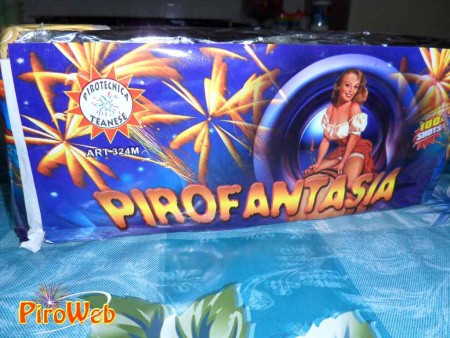 PIROTECNICA
TEANESE
ART 324M
100
SHOTS
PIROFANTASIA
PiroWeb